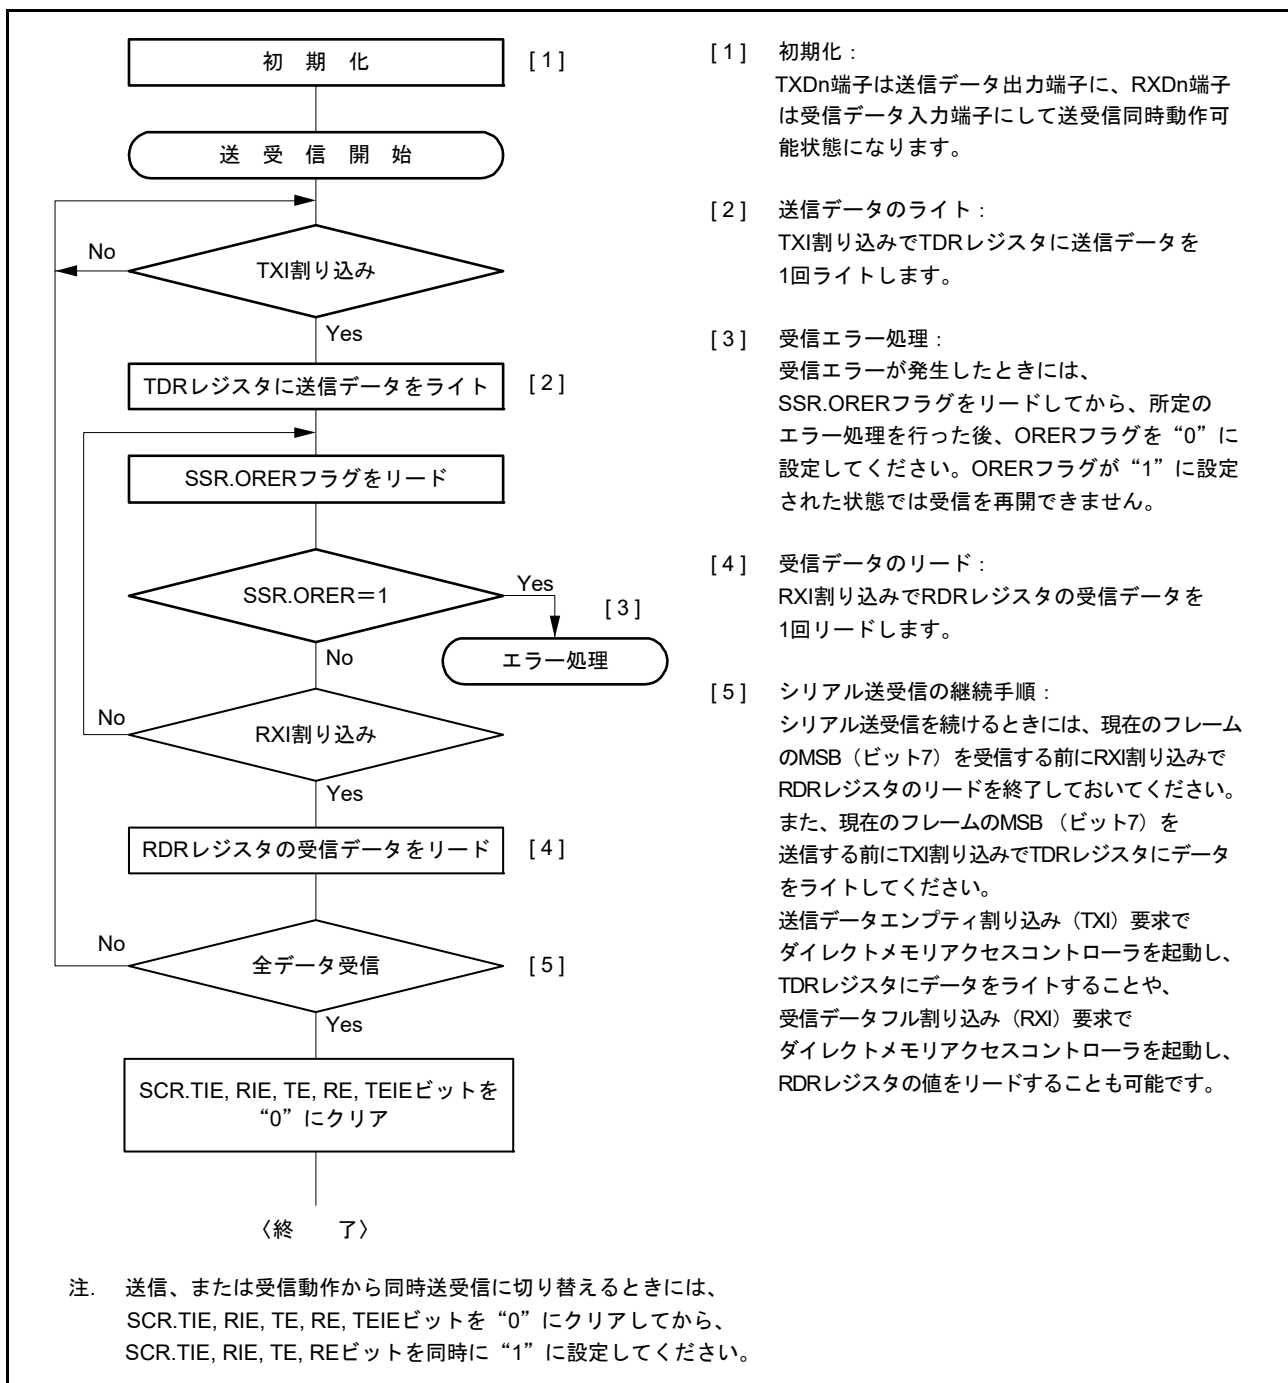 初 期 化 [ 1 ]
送 受 信 開 始
No
TXI割り込み
Yes
TDRレジスタに送信データをライト [ 2 ]
SSR.ORERフラグをリード
SSR.ORER＝1
Yes
[ 3 ]
エラー処理
No
No
RXI割り込み
Yes
RDRレジスタの受信データをリード [ 4 ]
No
全データ受信 [ 5 ]
Yes
SCR.TIE, RIE, TE, RE, TEIEビットを
“0”にクリア
〈終 了〉
[ 1 ] 初期化：
TXDn端子は送信データ出力端子に、RXDn端子
は受信データ入力端子にして送受信同時動作可
能状態になります。
[ 2 ] 送信データのライト：
TXI割り込みでTDRレジスタに送信データを
1回ライトします。
[ 3 ] 受信エラー処理：
受信エラーが発生したときには、
SSR.ORERフラグをリードしてから、所定の
エラー処理を行った後、ORERフラグを“0”に
設定してください。ORERフラグが“1”に設定
された状態では受信を再開できません。
[ 4 ] 受信データのリード：
RXI割り込みでRDRレジスタの受信データを
1回リードします。
[ 5 ] シリアル送受信の継続手順：
シリアル送受信を続けるときには、現在のフレーム
のMSB（ビット7）を受信する前にRXI割り込みで
RDRレジスタのリードを終了しておいてください。
また、現在のフレームのMSB （ビット7）を
送信する前にTXI割り込みでTDRレジスタにデータ
をライトしてください。
送信データエンプティ割り込み（TXI）要求で
ダイレクトメモリアクセスコントローラを起動し、
TDRレジスタにデータをライトすることや、
受信データフル割り込み（RXI）要求で
ダイレクトメモリアクセスコントローラを起動し、
RDRレジスタの値をリードすることも可能です。
注. 送信、または受信動作から同時送受信に切り替えるときには、
SCR.TIE, RIE, TE, RE, TEIEビットを“0”にクリアしてから、
SCR.TIE, RIE, TE, REビットを同時に“1”に設定してください。